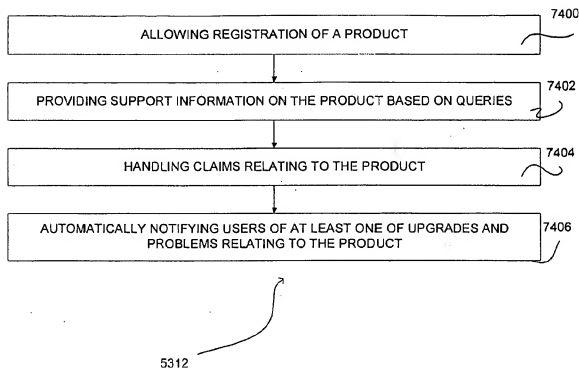 7400
ALLOWING REGISTRATION OF A PRODUCT
7402
PROVIDING SUPPORT INFORMATION ON THE PRODUCT BASED ON QUERIES
7404
HANDLING CLAIMS RELATING TO THE PRODUCT
7406
AUTOMATICALLY NOTIFYING USERS OF AT LEAST ONE OF UPGRADES AND
PROBLEMS RELATING TO THE PRODUCT
5312